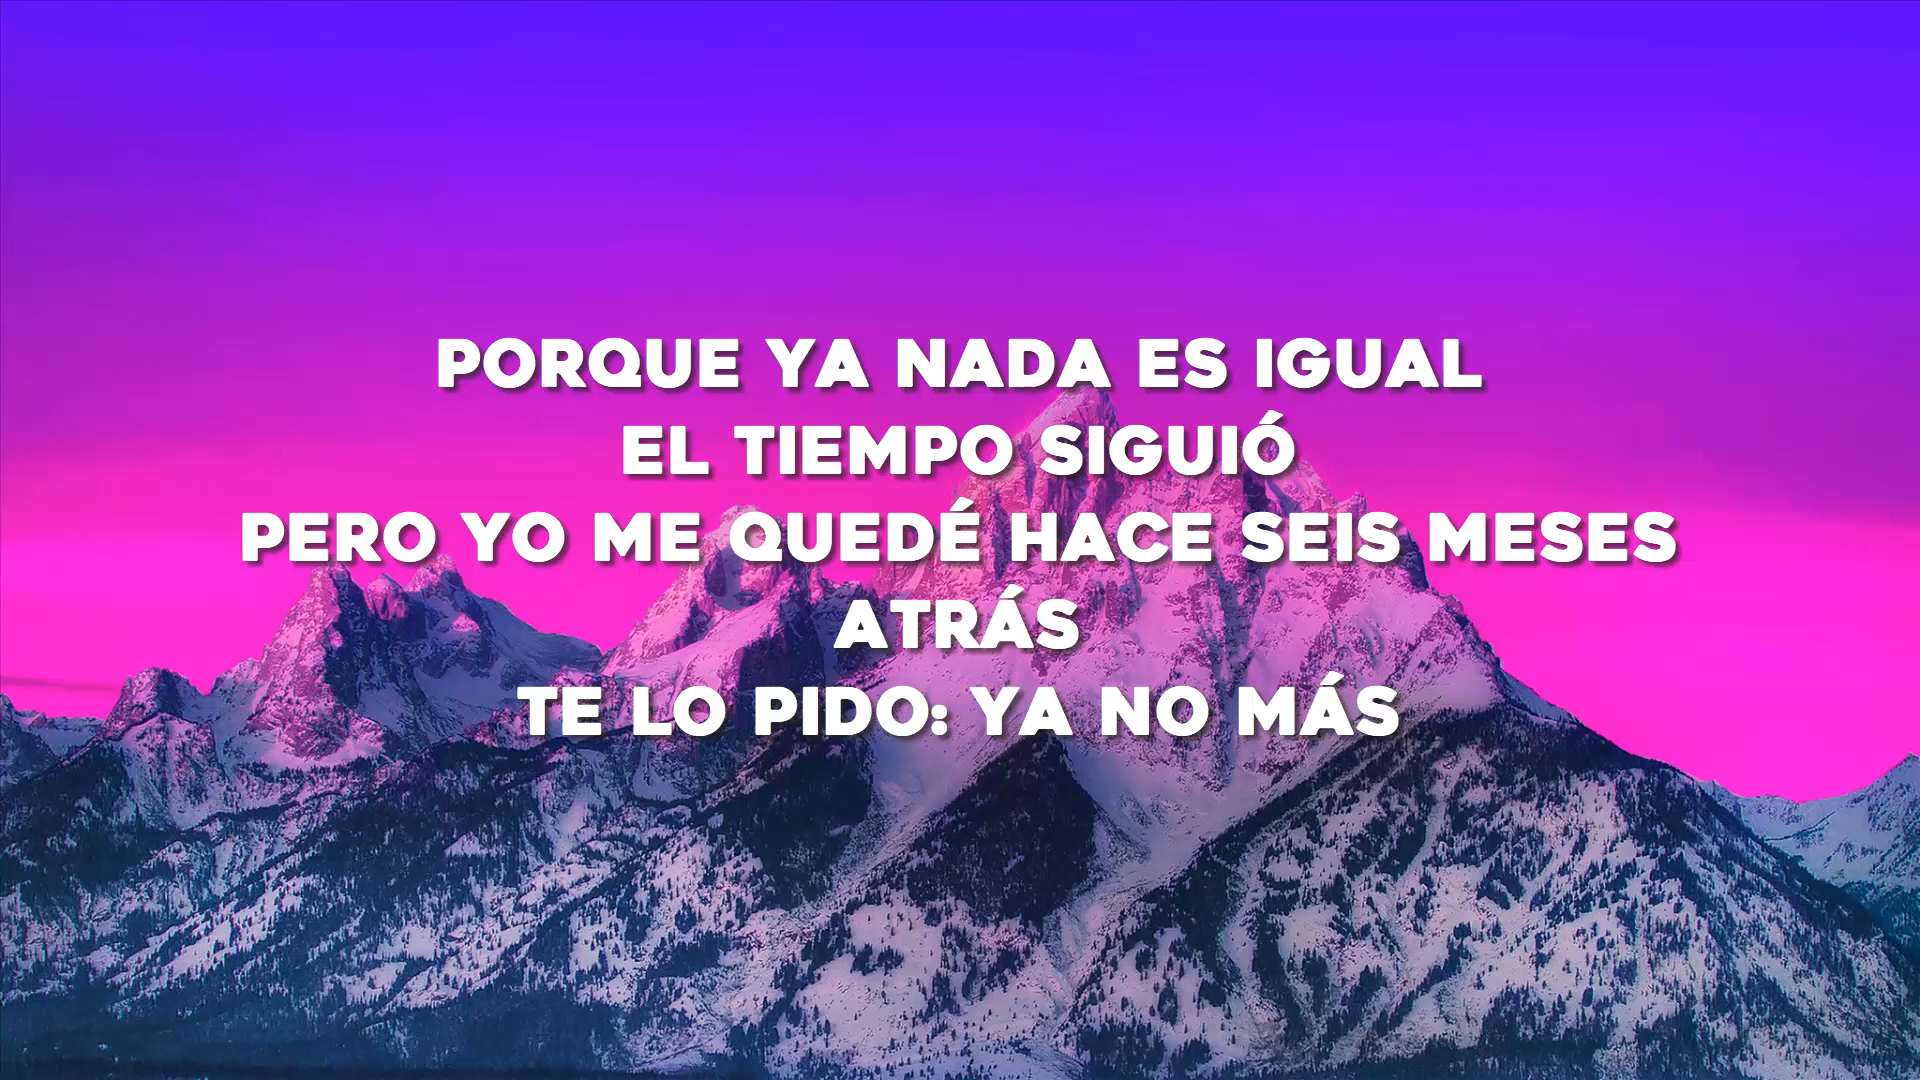 PORQUE YA NADA ES IGUAL
EL TIEMPO SIGUIÓ
PERO YO ME QUEDÉ HACE SEIS MESES
ATRÁS
TE LO PIDO: YA NO MÁS